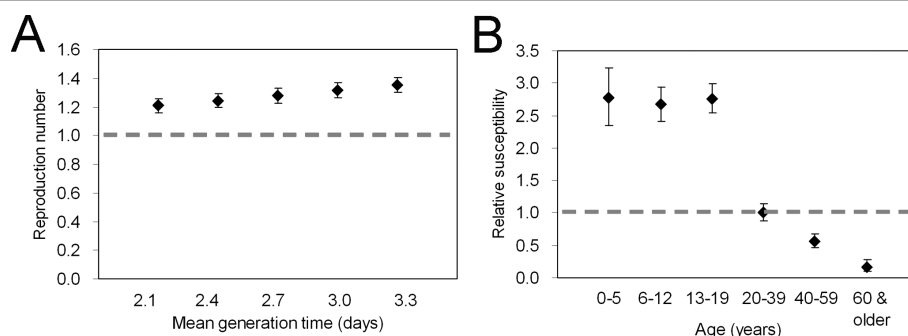 A
Reproduction number
1.6
1.4
1.2
1.0
0.8
0.6
0.4
0.2
0.0
2.1 2.4 2.7 3.0 3.3
Mean generation time (days)
B
Relative susceptibility
3.5
3.0
2.5
2.0
1.5
1.0
0.5
0.0
0-5 6-12 13-19 20-39 40-59 60 &
older
Age (years)